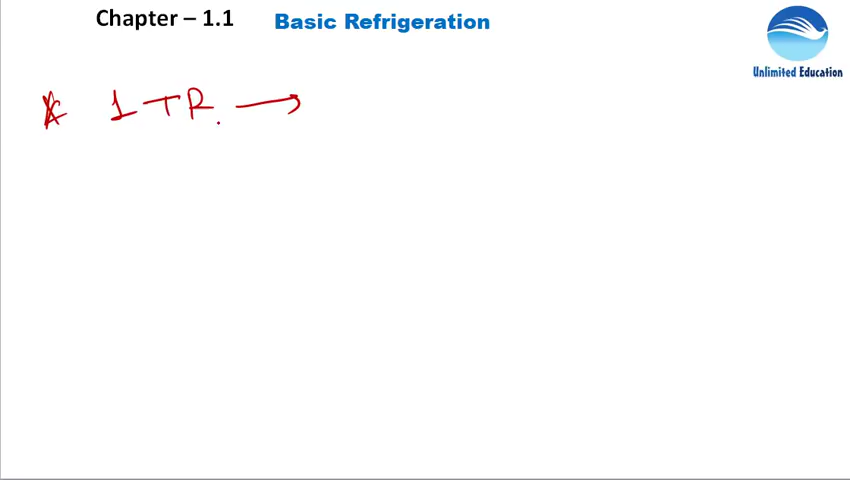 Chapter – 1.1 Basic Refrigeration
Unlimited Education
* 1 TR. →